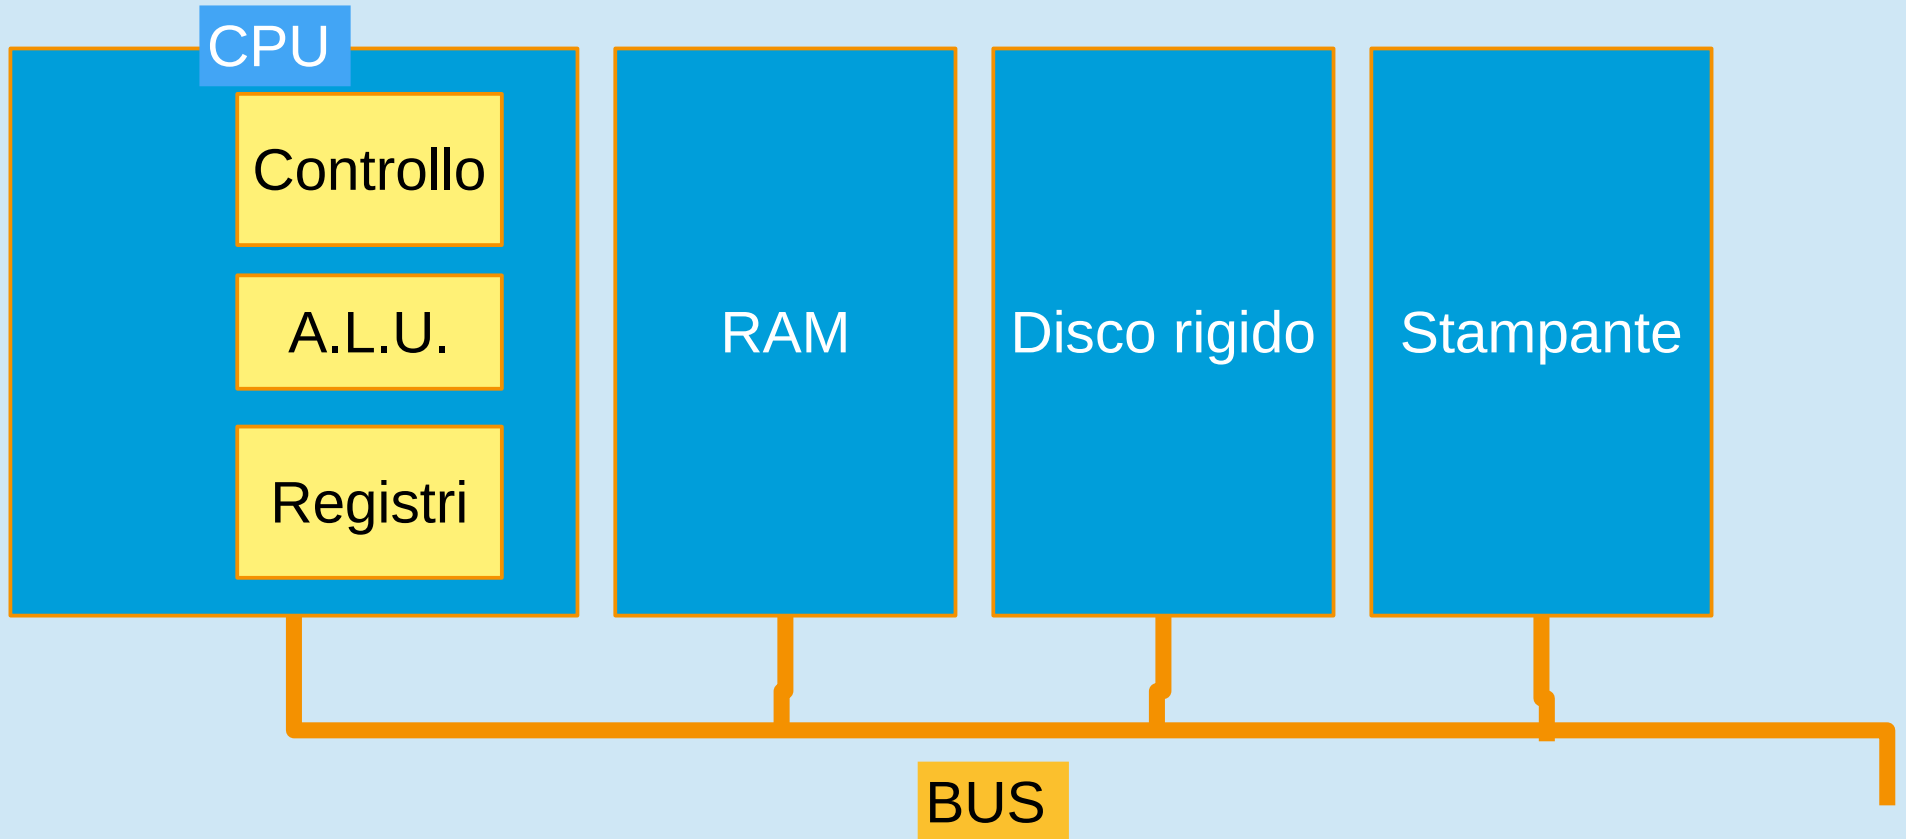 CPU
Controllo
A.L.U.
Registri
RAM
Disco rigido
Stampante
BUS